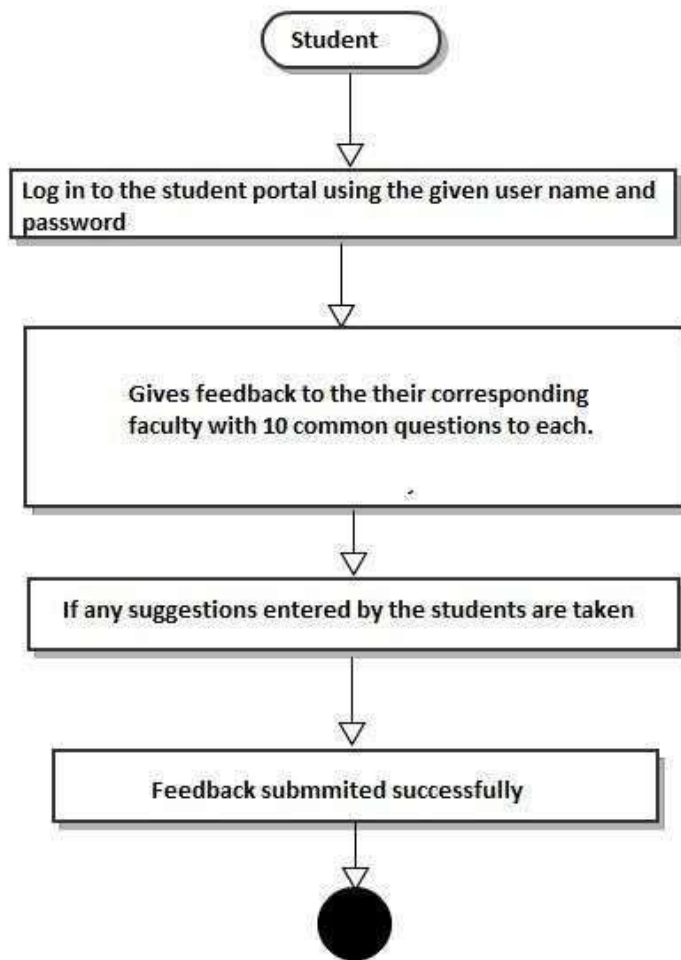 Student
Log in to the student portal using the given user name and
password
Gives feedback to the their corresponding
faculty with 10 common questions to each.
If any suggestions entered by the students are taken
Feedback submmited successfully